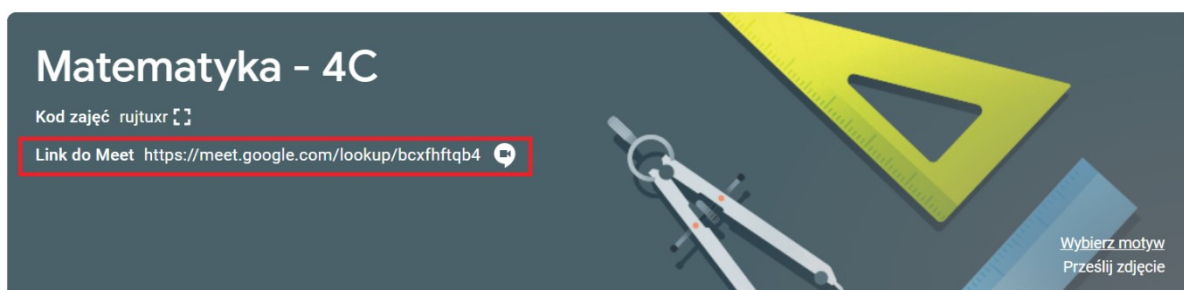 Matematyka - 4C
Kod zajęć rujtuxr
Link do Meet https://meet.google.com/lookup/bcxfhftqb4
Wybierz motyw
Prześlij zdjęcie